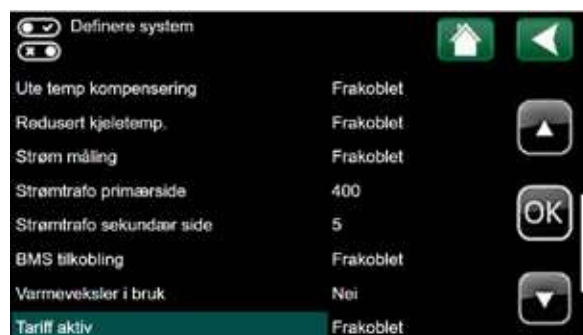 Definere system
Ute temp kompensering Frakoblet
Redusert kjeletemp. Frakoblet
Strøm måling Frakoblet
Strømtrafo primærside 400
Strømtrafo sekundær side 5
OK
BMS tilkobling Frakoblet
Varmeveksler i bruk Nei
Tariff aktiv Frakoblet